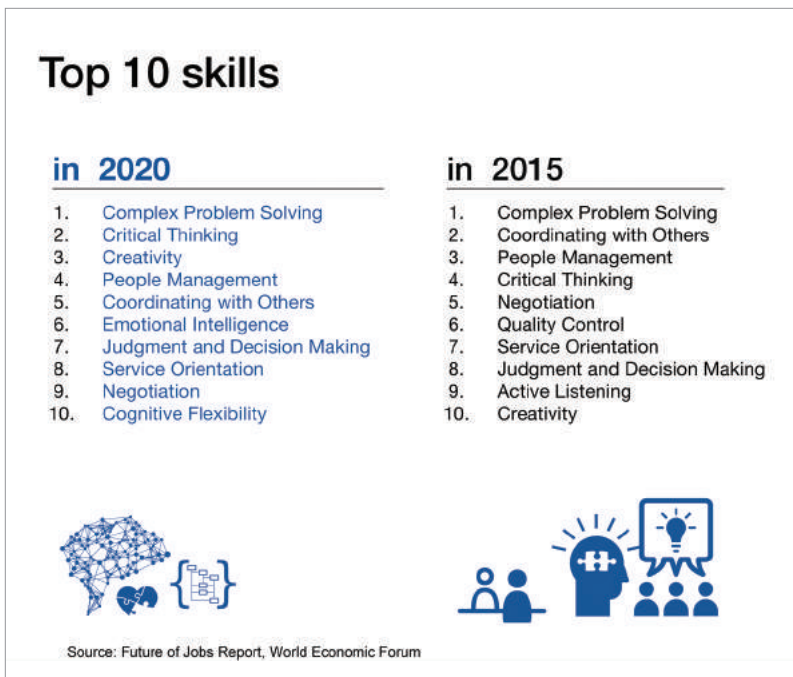 Top 10 skills
in 2020
1. Complex Problem Solving
2. Critical Thinking
3. Creativity
4. People Management
5. Coordinating with Others
6. Emotional Intelligence
7. Judgment and Decision Making
8. Service Orientation
9. Negotiation
10. Cognitive Flexibility
in 2015
1. Complex Problem Solving
2. Coordinating with Others
3. People Management
4. Critical Thinking
5. Negotiation
6. Quality Control
7. Service Orientation
8. Judgment and Decision Making
9. Active Listening
10. Creativity
Source: Future of Jobs Report, World Economic Forum